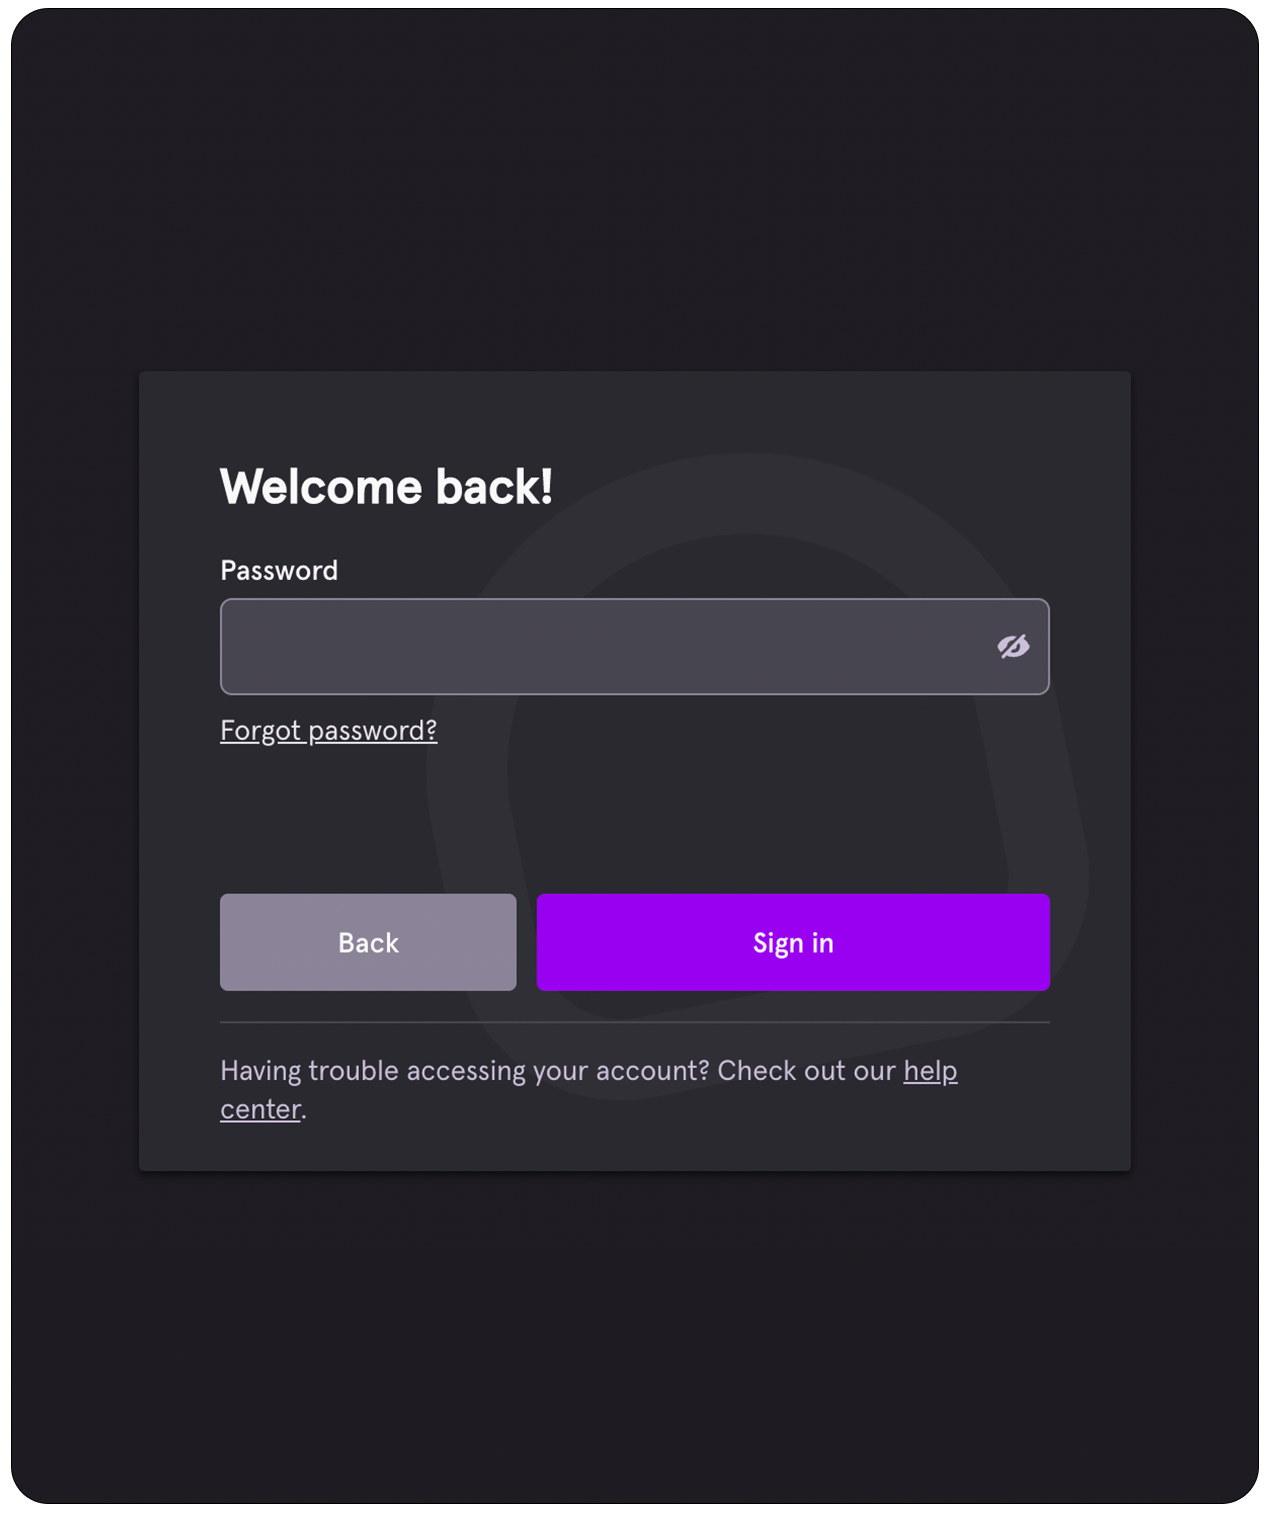 Welcome back!
Password
Forgot password?
Back
Sign in
Having trouble accessing your account? Check out our help
center.